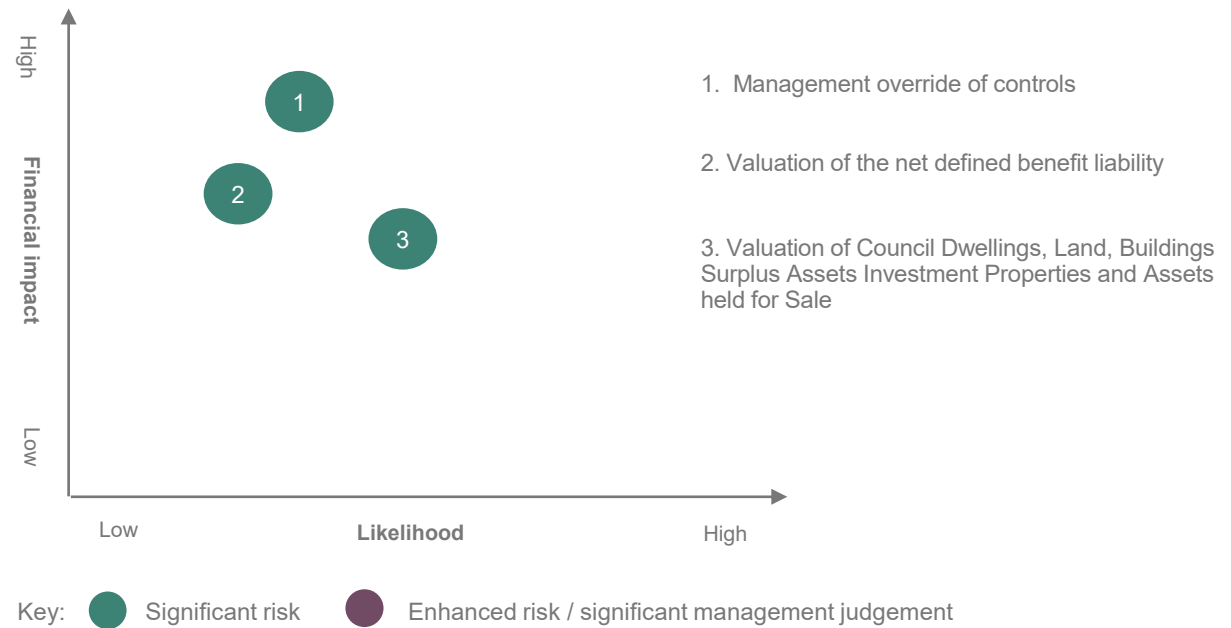 High
Financial impact
Low
1
2
3
Low
Likelihood
High
1. Management override of controls
2. Valuation of the net defined benefit liability
3. Valuation of Council Dwellings, Land, Buildings
Surplus Assets Investment Properties and Assets
held for Sale
Key: Significant risk Enhanced risk / significant management judgement